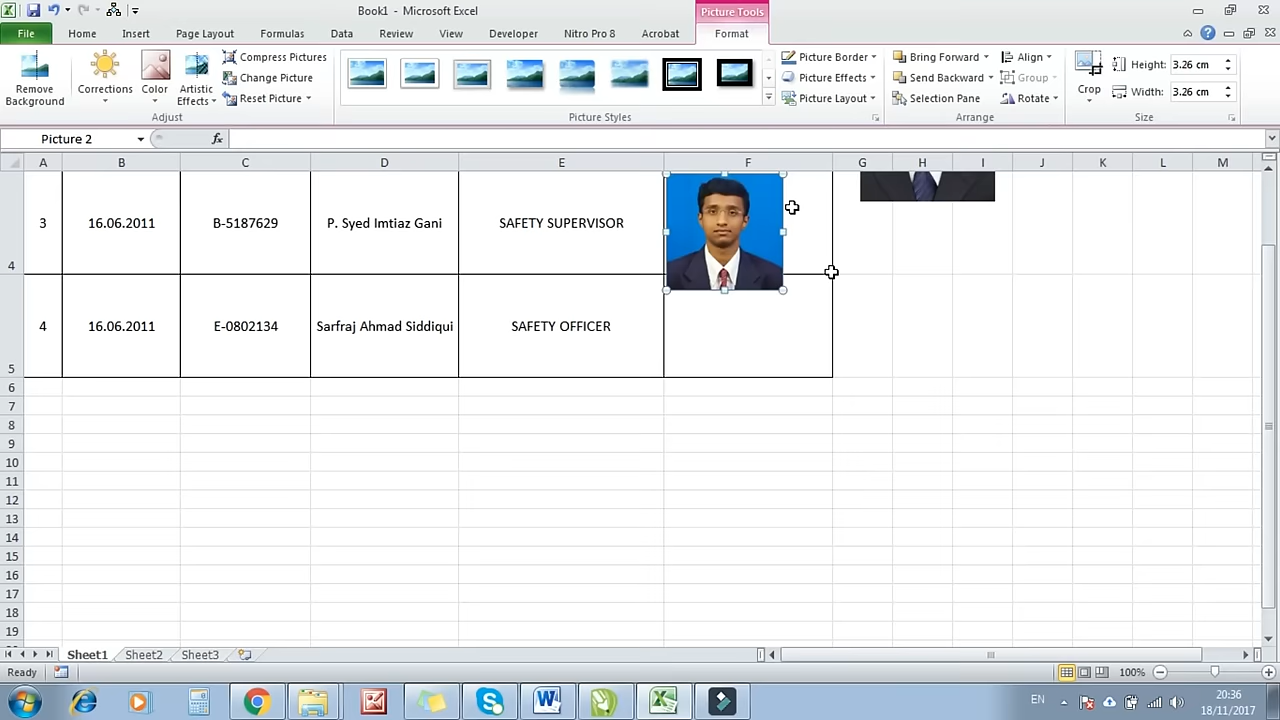 Book1 - Microsoft Excel
Picture Tools
File Home Insert Page Layout Formulas Data Review View Developer Nitro Pro 8 Acrobat Format
Remove Background
Corrections
Color
Artistic Effects
Compress Pictures
Change Picture
Reset Picture
Adjust
Picture Styles
Picture Border
Picture Effects
Picture Layout
Bring Forward
Send Backward
Selection Pane
Align
Group
Rotate
Arrange
Crop
Height: 3.26 cm
Width: 3.26 cm
Size
Picture 2 fx
A B C D E F G H I J K L M
3 16.06.2011 B-5187629 P. Syed Imtiaz Gani SAFETY SUPERVISOR
4
4 16.06.2011 E-0802134 Sarfraj Ahmad Siddiqui SAFETY OFFICER
5
6
7
8
9
10
11
12
13
14
15
16
17
18
19
Sheet1 Sheet2 Sheet3
Ready 100%
EN 20:36
18/11/2017